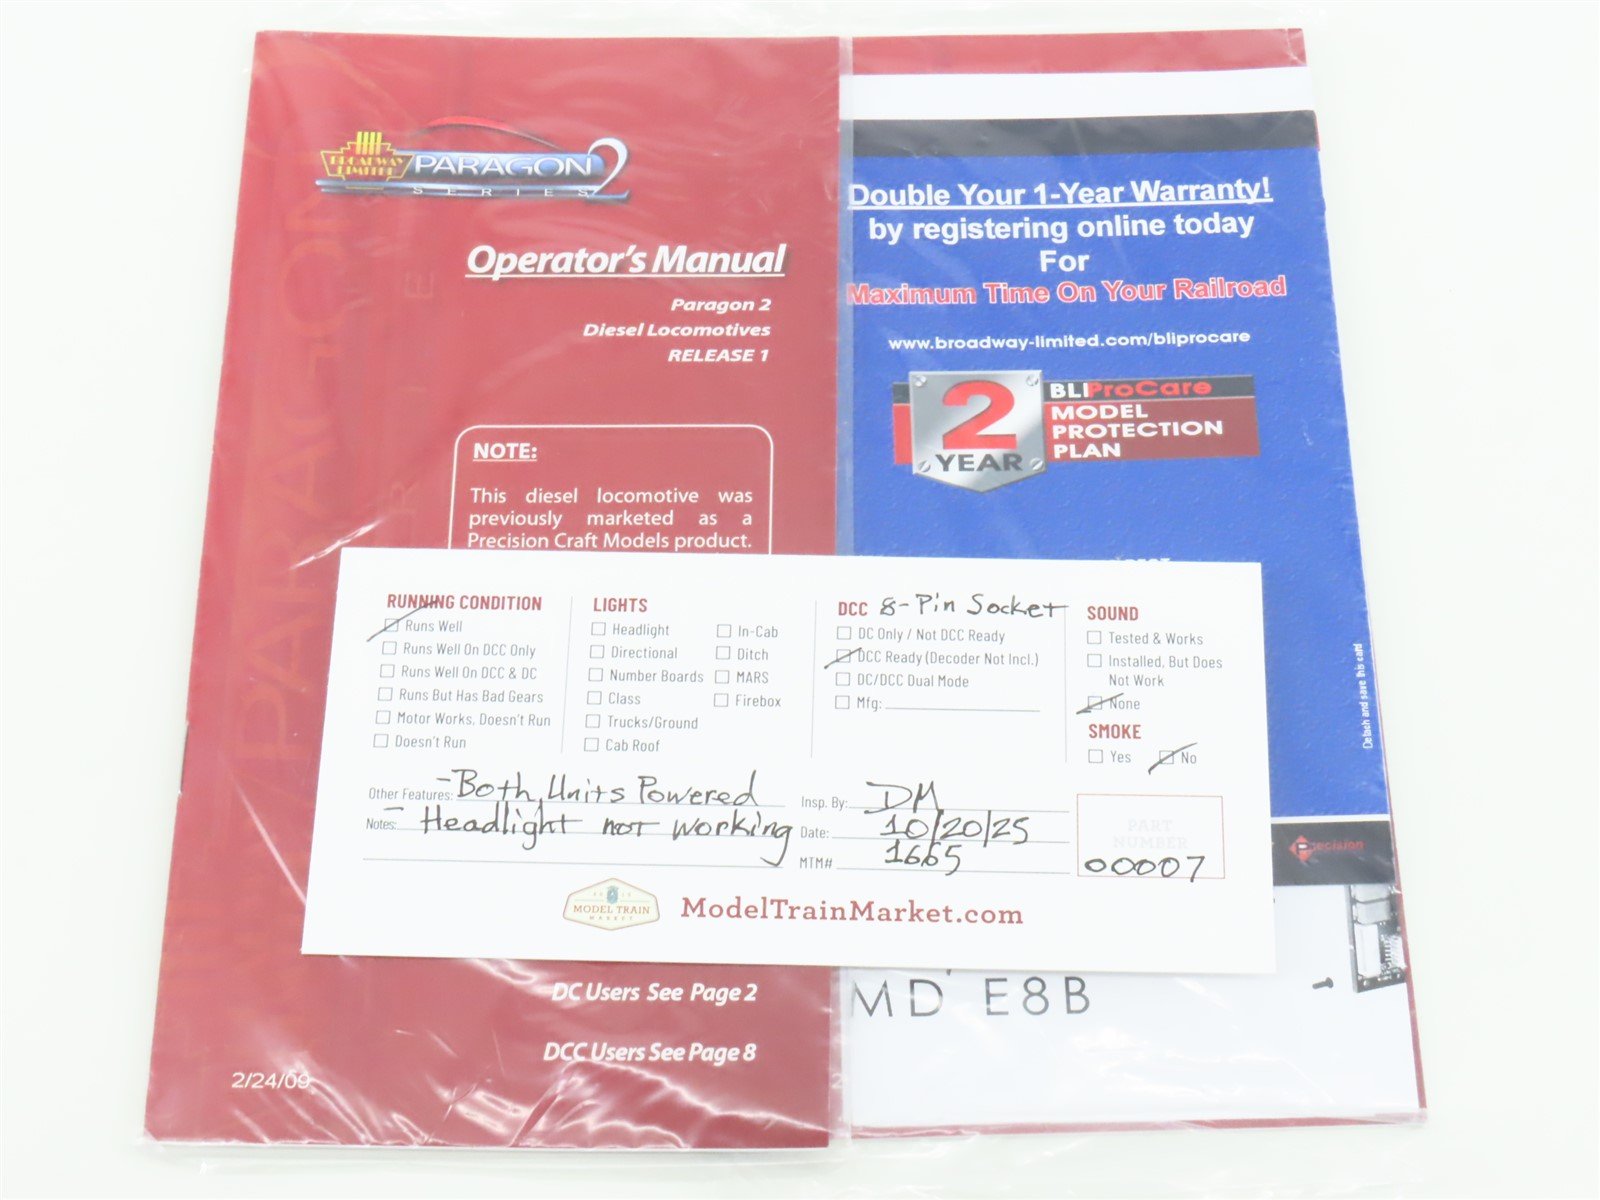 BROADWAY
LIMITED
PARAGON 2
SERIES
Operator's Manual
Paragon 2
Diesel Locomotives
RELEASE 1
NOTE:
This diesel locomotive was
previously marketed as a
Precision Craft Models product.
DC Users See Page 2
DCC Users See Page 8
2/24/09
Double Your 1-Year Warranty!
by registering online today
For
Maximum Time On Your Railroad
www.broadway-limited.com/bliprocare
2
YEAR
BLIProCare
MODEL
PROTECTION
PLAN
Detach and save this card
Precision
MD E8B
RUNNING CONDITION
Runs Well
Runs Well On DCC Only
Runs Well On DCC & DC
Runs But Has Bad Gears
Motor Works, Doesn't Run
Doesn't Run
LIGHTS
Headlight
Directional
Number Boards
Class
Trucks/Ground
Cab Roof
In-Cab
Ditch
MARS
Firebox
DCC 8-Pin Socket
DC Only / Not DCC Ready
DCC Ready (Decoder Not Incl.)
DC/DCC Dual Mode
Mfg:
SOUND
Tested & Works
Installed, But Does
Not Work
None
SMOKE
Yes No
Other Features: -Both Units Powered
Notes: - Headlight not working
Insp. By: DM
Date: 10/20/25
MTM# 1665
PART
NUMBER
00007
MODEL TRAIN
MARKET
ModelTrainMarket.com